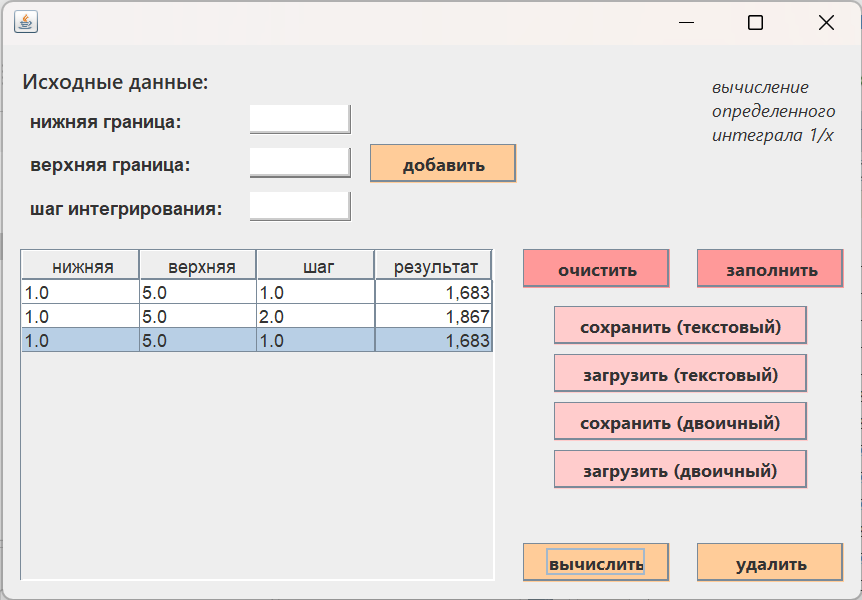 Исходные данные:
вычисление
определенного
интеграла 1/x
нижняя граница:
верхняя граница:
добавить
шаг интегрирования:
нижняя верхняя шаг результат
1.0 5.0 1.0 1,683
1.0 5.0 2.0 1,867
1.0 5.0 1.0 1,683
очистить заполнить
сохранить (текстовый)
загрузить (текстовый)
сохранить (двоичный)
загрузить (двоичный)
вычислить удалить